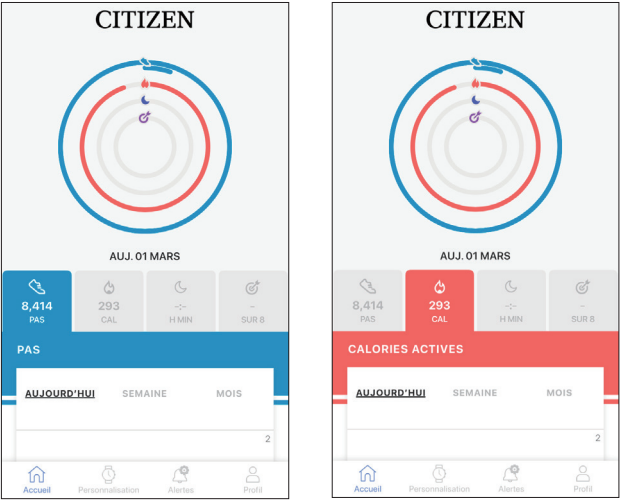 CITIZEN
AUJ. 01 MARS
8,414 293 -:- –
PAS CAL H MIN SUR 8
PAS
AUJOURD'HUI SEMAINE MOIS
2
Accueil Personnalisation Alertes Profil
CITIZEN
AUJ. 01 MARS
8,414 293 -:- –
PAS CAL H MIN SUR 8
CALORIES ACTIVES
AUJOURD'HUI SEMAINE MOIS
2
Accueil Personnalisation Alertes Profil